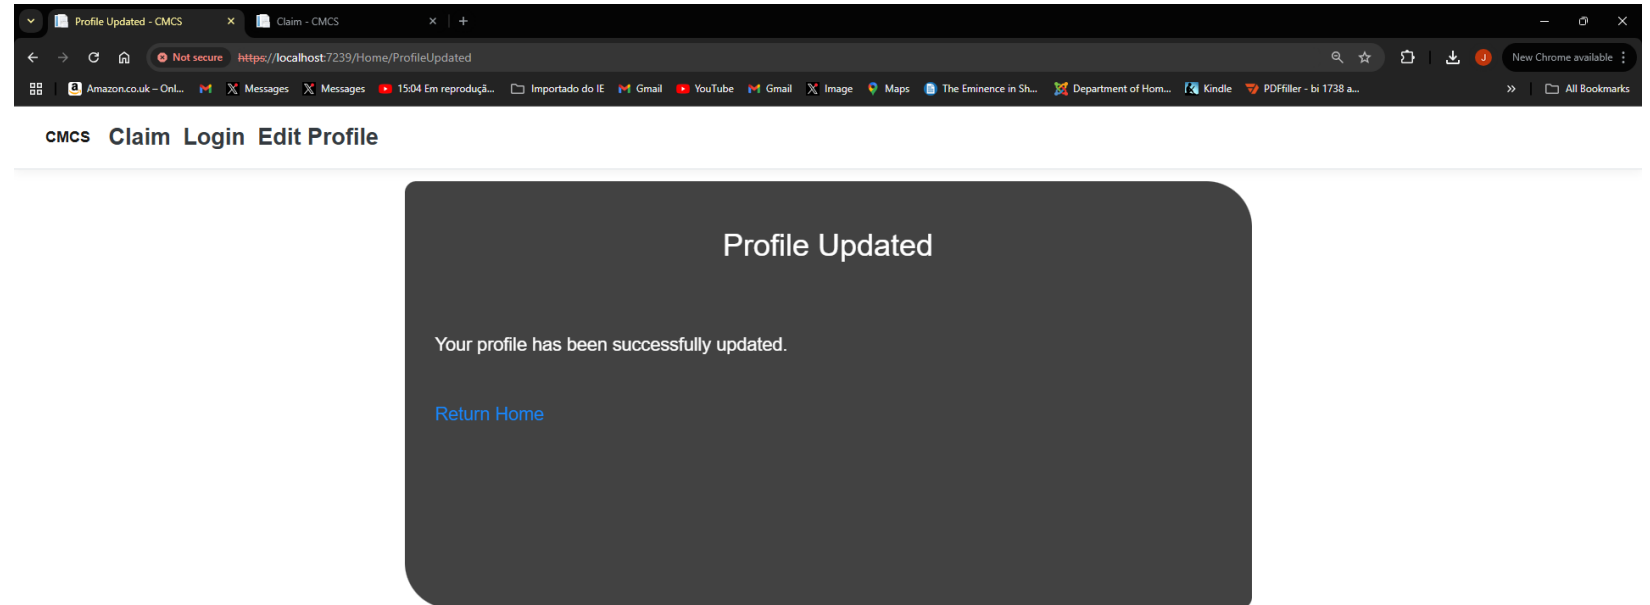 Profile Updated - CMCS
Claim - CMCS
Not secure https://localhost:7239/Home/ProfileUpdated
J
New Chrome available
Amazon.co.uk – Onl...
Messages
Messages
15:04 Em reproduçã...
Importado do IE
Gmail
YouTube
Gmail
Image
Maps
The Eminence in Sh...
Department of Hom...
Kindle
PDFfiller - bi 1738 a...
»
All Bookmarks
CMCS Claim Login Edit Profile
Profile Updated
Your profile has been successfully updated.
Return Home